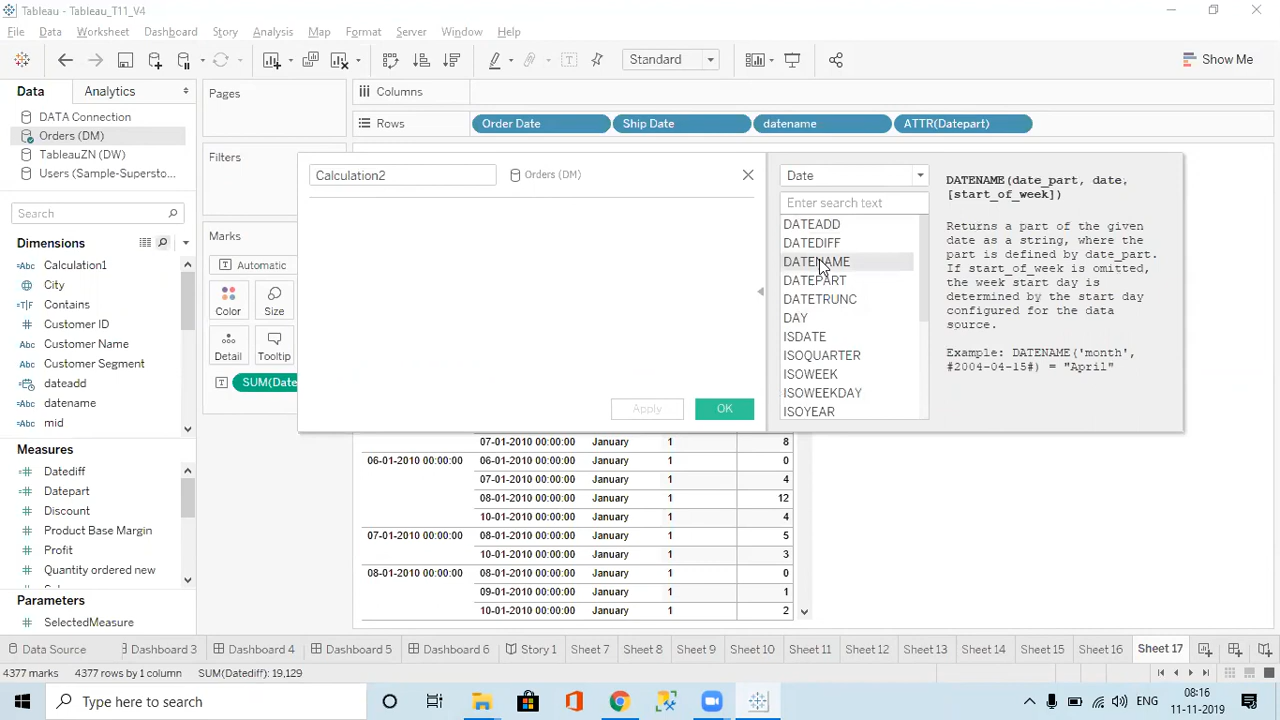 Tableau - Tableau_T11_V4
File Data Worksheet Dashboard Story Analysis Map Format Server Window Help
Standard
Show Me
Data Analytics
Pages
Columns
DATA Connection
Orders (DM)
TableauZN (DW)
Users (Sample-Supersto...
Rows Order Date Ship Date datename ATTR(Datepart)
Filters
Search
Dimensions
Calculation1
City
Contains
Customer ID
Customer Name
Customer Segment
dateadd
datename
mid
Marks
Automatic
Color Size
Detail Tooltip
SUM(Date
Measures
Datediff
Datepart
Discount
Product Base Margin
Profit
Quantity ordered new
Parameters
SelectedMeasure
Calculation2 Orders (DM)
Apply OK
Date
Enter search text
DATEADD
DATEDIFF
DATENAME
DATEPART
DATETRUNC
DAY
ISDATE
ISOQUARTER
ISOWEEK
ISOWEEKDAY
ISOYEAR
DATENAME(date_part, date,
[start_of_week])
Returns a part of the given
date as a string, where the
part is defined by date_part.
If start_of_week is omitted,
the week start day is
determined by the start day
configured for the data
source.
Example: DATENAME('month',
#2004-04-15#) = "April"
07-01-2010 00:00:00 January 1 8
06-01-2010 00:00:00 06-01-2010 00:00:00 January 1 0
07-01-2010 00:00:00 January 1 4
08-01-2010 00:00:00 January 1 12
10-01-2010 00:00:00 January 1 4
07-01-2010 00:00:00 08-01-2010 00:00:00 January 1 5
10-01-2010 00:00:00 January 1 3
08-01-2010 00:00:00 08-01-2010 00:00:00 January 1 0
09-01-2010 00:00:00 January 1 1
10-01-2010 00:00:00 January 1 2
Data Source Dashboard 3 Dashboard 4 Dashboard 5 Dashboard 6 Story 1 Sheet 7 Sheet 8 Sheet 9 Sheet 10 Sheet 11 Sheet 12 Sheet 13 Sheet 14 Sheet 15 Sheet 16 Sheet 17
4377 marks 4377 rows by 1 column SUM(Datediff): 19,129
Type here to search
ENG
08:16
11-11-2019